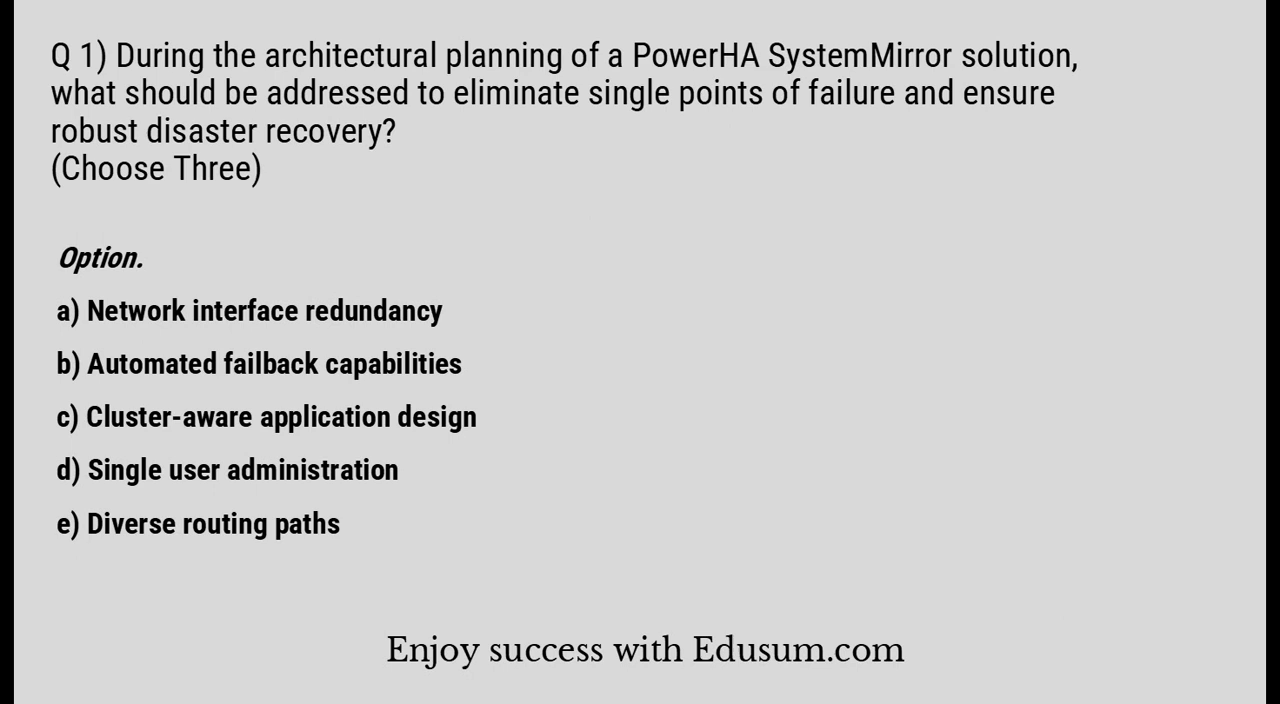 Q 1) During the architectural planning of a PowerHA SystemMirror solution,
what should be addressed to eliminate single points of failure and ensure
robust disaster recovery?
(Choose Three)
Option.
a) Network interface redundancy
b) Automated failback capabilities
c) Cluster-aware application design
d) Single user administration
e) Diverse routing paths
Enjoy success with Edusum.com